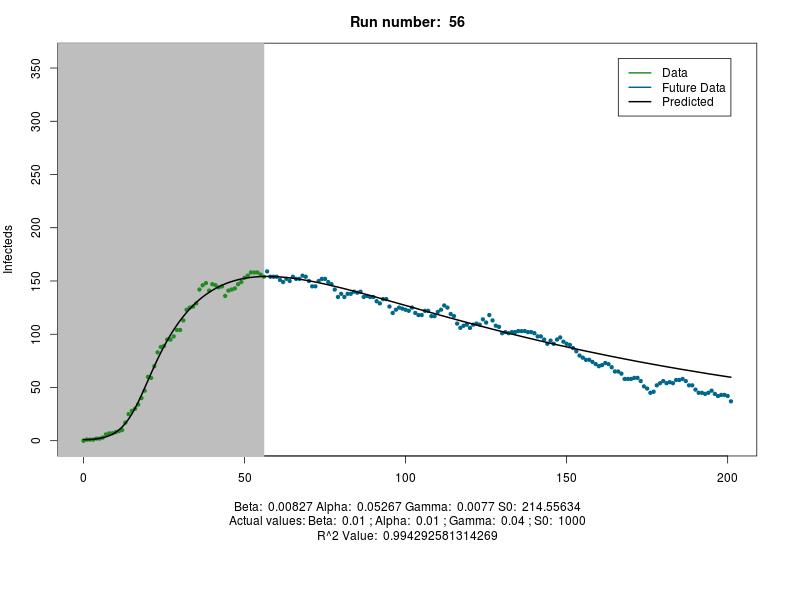 Run number: 56
Data
Future Data
Predicted
Infecteds
350
300
250
200
150
100
50
0
0 50 100 150 200
Beta: 0.00827 Alpha: 0.05267 Gamma: 0.0077 S0: 214.55634
Actual values: Beta: 0.01 ; Alpha: 0.01 ; Gamma: 0.04 ; S0: 1000
R^2 Value: 0.994292581314269